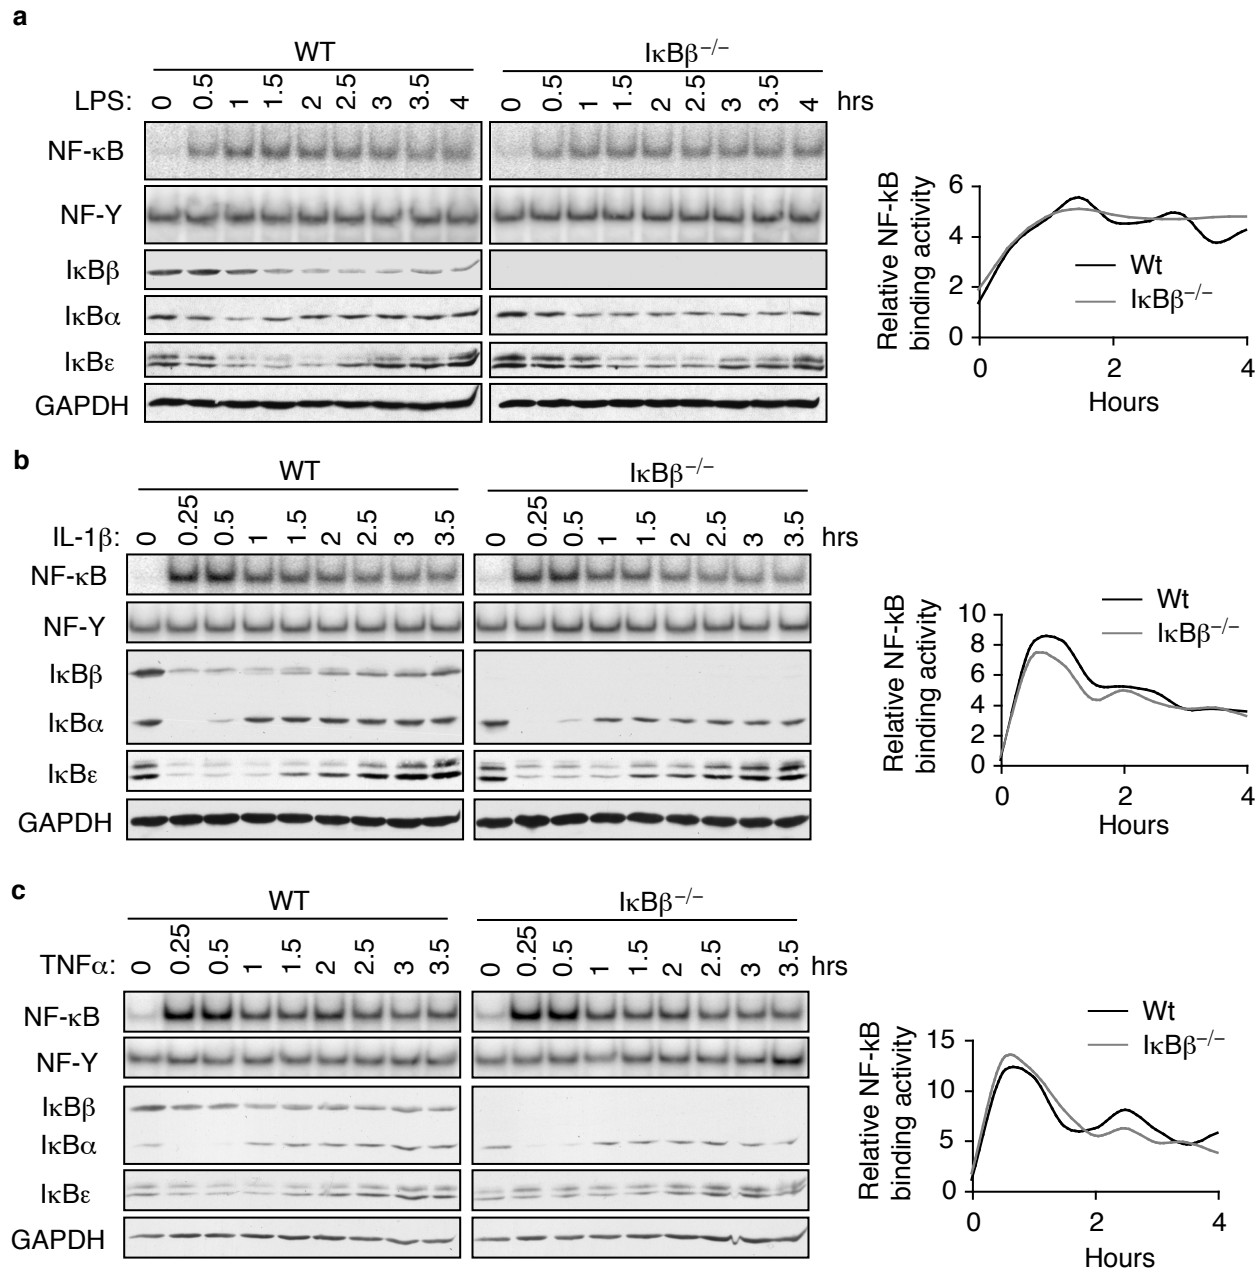 a
WT IκBβ−/−
LPS: 0 0.5 1 1.5 2 2.5 3 3.5 4 0 0.5 1 1.5 2 2.5 3 3.5 4 hrs
NF-κB
NF-Y
IκBβ
IκBα
IκBε
GAPDH
Relative NF-kB
binding activity
6
4
2
0
Wt
IκBβ−/−
0 2 4
Hours
b
WT IκBβ−/−
IL-1β: 0 0.25 0.5 1 1.5 2 2.5 3 3.5 0 0.25 0.5 1 1.5 2 2.5 3 3.5 hrs
NF-κB
NF-Y
IκBβ
IκBα
IκBε
GAPDH
Relative NF-kB
binding activity
10
8
6
4
2
0
Wt
IκBβ−/−
0 2 4
Hours
c
WT IκBβ−/−
TNFα: 0 0.25 0.5 1 1.5 2 2.5 3 3.5 0 0.25 0.5 1 1.5 2 2.5 3 3.5 hrs
NF-κB
NF-Y
IκBβ
IκBα
IκBε
GAPDH
Relative NF-kB
binding activity
15
10
5
0
Wt
IκBβ−/−
0 2 4
Hours